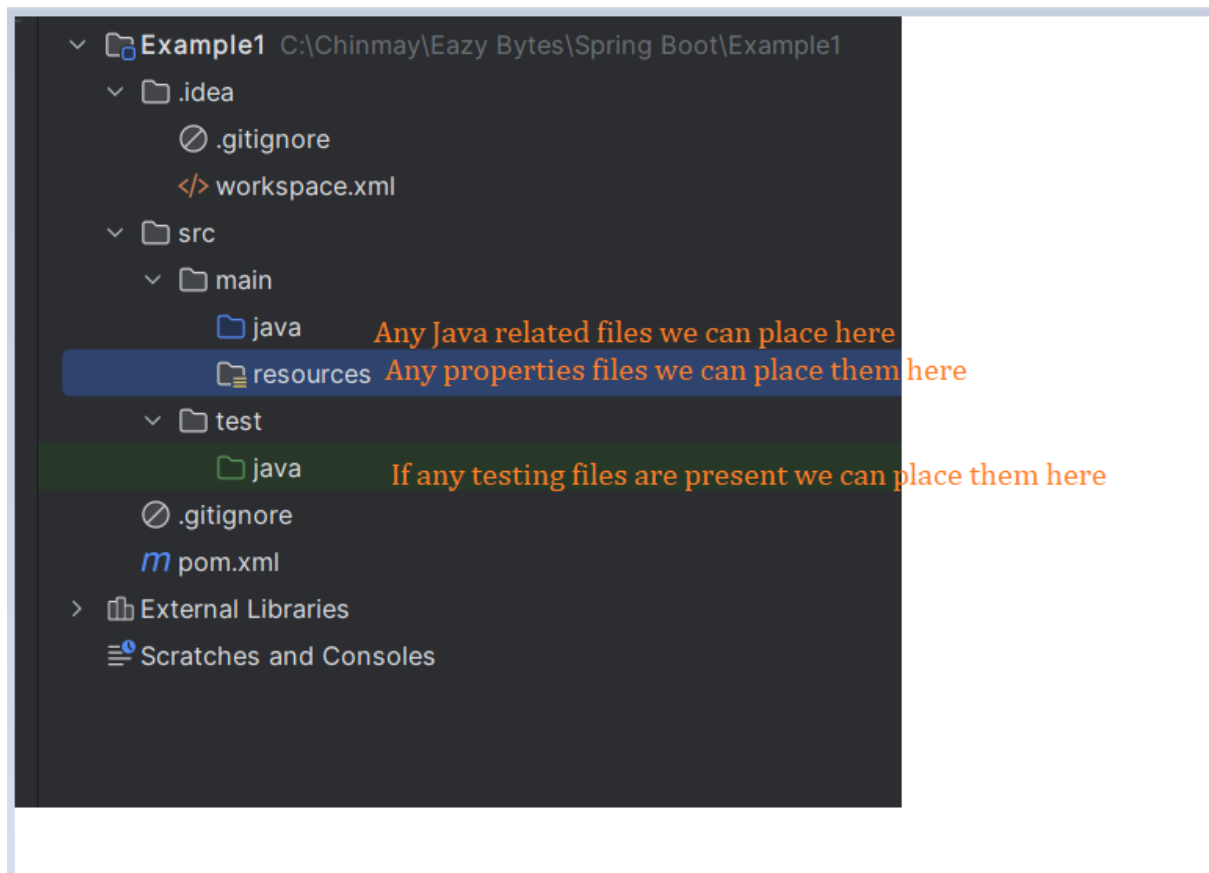 Example1 C:\Chinmay\Eazy Bytes\Spring Boot\Example1
.idea
.gitignore
</> workspace.xml
src
main
java Any Java related files we can place here
resources Any properties files we can place them here
test
java If any testing files are present we can place them here
.gitignore
m pom.xml
External Libraries
Scratches and Consoles